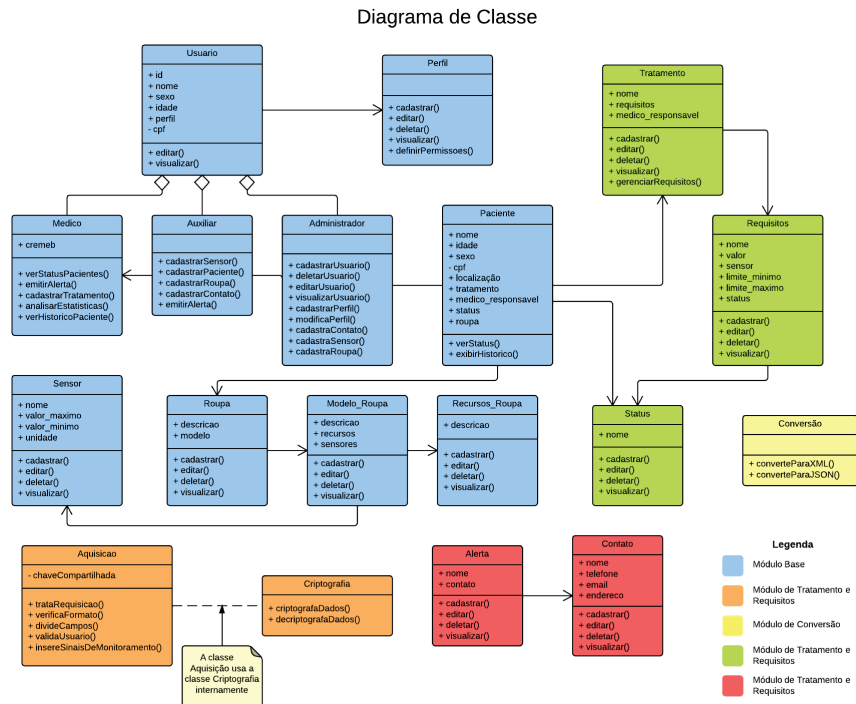 Diagrama de Classe
Usuario
+ id
+ nome
+ sexo
+ idade
+ perfil
- cpf
+ editar()
+ visualizar()
Perfil
+ cadastrar()
+ editar()
+ deletar()
+ visualizar()
+ definirPermissoes()
Tratamento
+ nome
+ requisitos
+ medico_responsavel
+ cadastrar()
+ editar()
+ deletar()
+ visualizar()
+ gerenciarRequisitos()
Medico
+ cremeb
+ verStatusPacientes()
+ emitirAlerta()
+ cadastrarTratamento()
+ analisarEstatisticas()
+ verHistoricoPaciente()
Auxiliar
+ cadastrarSensor()
+ cadastrarPaciente()
+ cadastrarRoupa()
+ cadastrarContato()
+ emitirAlerta()
Administrador
+ cadastrarUsuario()
+ deletarUsuario()
+ editarUsuario()
+ visualizarUsuario()
+ cadastrarPerfil()
+ modificaPerfil()
+ cadastraContato()
+ cadastraSensor()
+ cadastraRoupa()
Paciente
+ nome
+ idade
+ sexo
- cpf
+ localização
+ tratamento
+ medico_responsavel
+ status
+ roupa
+ verStatus()
+ exibirHistorico()
Requisitos
+ nome
+ valor
+ sensor
+ limite_minimo
+ limite_maximo
+ status
+ cadastrar()
+ editar()
+ deletar()
+ visualizar()
Sensor
+ nome
+ valor_maximo
+ valor_minimo
+ unidade
+ cadastrar()
+ editar()
+ deletar()
+ visualizar()
Roupa
+ descricao
+ modelo
+ cadastrar()
+ editar()
+ deletar()
+ visualizar()
Modelo_Roupa
+ descricao
+ recursos
+ sensores
+ cadastrar()
+ editar()
+ deletar()
+ visualizar()
Recursos_Roupa
+ descricao
+ cadastrar()
+ editar()
+ deletar()
+ visualizar()
Status
+ nome
+ cadastrar()
+ editar()
+ deletar()
+ visualizar()
Conversão
+ converteParaXML()
+ converteParaJSON()
Aquisicao
- chaveCompartilhada
+ trataRequisicao()
+ verificaFormato()
+ divideCampos()
+ validaUsuario()
+ insereSinaisDeMonitoramento()
Criptografia
+ criptografaDados()
+ decriptografaDados()
A classe
Aquisição usa a
classe Criptografia
internamente
Alerta
+ nome
+ contato
+ cadastrar()
+ editar()
+ deletar()
+ visualizar()
Contato
+ nome
+ telefone
+ email
+ endereco
+ cadastrar()
+ editar()
+ deletar()
+ visualizar()
Legenda
Módulo Base
Módulo de Tratamento e
Requisitos
Módulo de Conversão
Módulo de Tratamento e
Requisitos
Módulo de Tratamento e
Requisitos